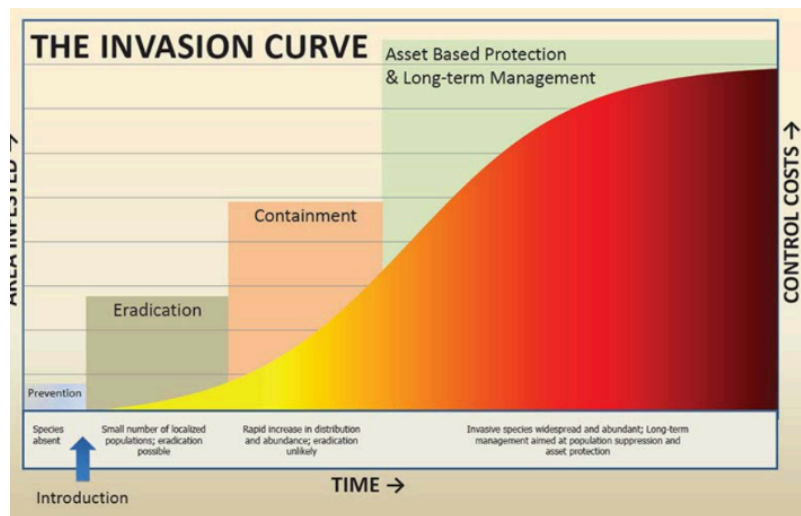 THE INVASION CURVE
Asset Based Protection
& Long-term Management
AREA INFESTED →
CONTROL COSTS →
Containment
Eradication
Prevention
Species
absent
Small number of localized
populations; eradication
possible
Rapid increase in distribution
and abundance; eradication
unlikely
Invasive species widespread and abundant; Long-term
management aimed at population suppression and
asset protection
Introduction
TIME →